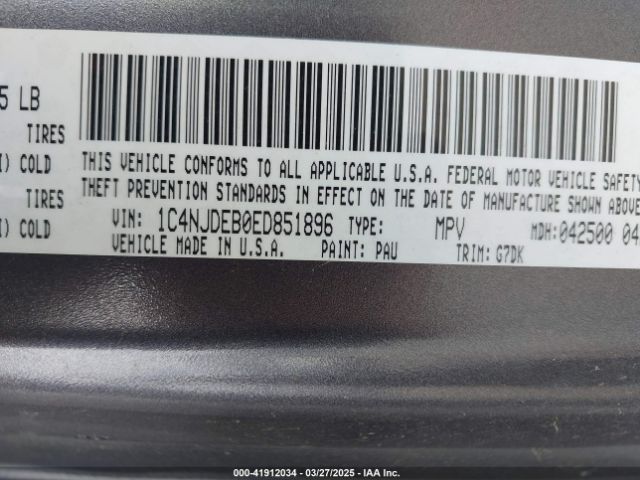 5 LB
TIRES
) COLD
TIRES
) COLD
THIS VEHICLE CONFORMS TO ALL APPLICABLE U.S.A. FEDERAL MOTOR VEHICLE SAFETY
THEFT PREVENTION STANDARDS IN EFFECT ON THE DATE OF MANUFACTURE SHOWN ABOVE
VIN: 1C4NJDEB0ED851896 TYPE: MPV MDH:042500 04
VEHICLE MADE IN U.S.A. PAINT: PAU TRIM: G7DK
000-41912034 - 03/27/2025 - IAA Inc.